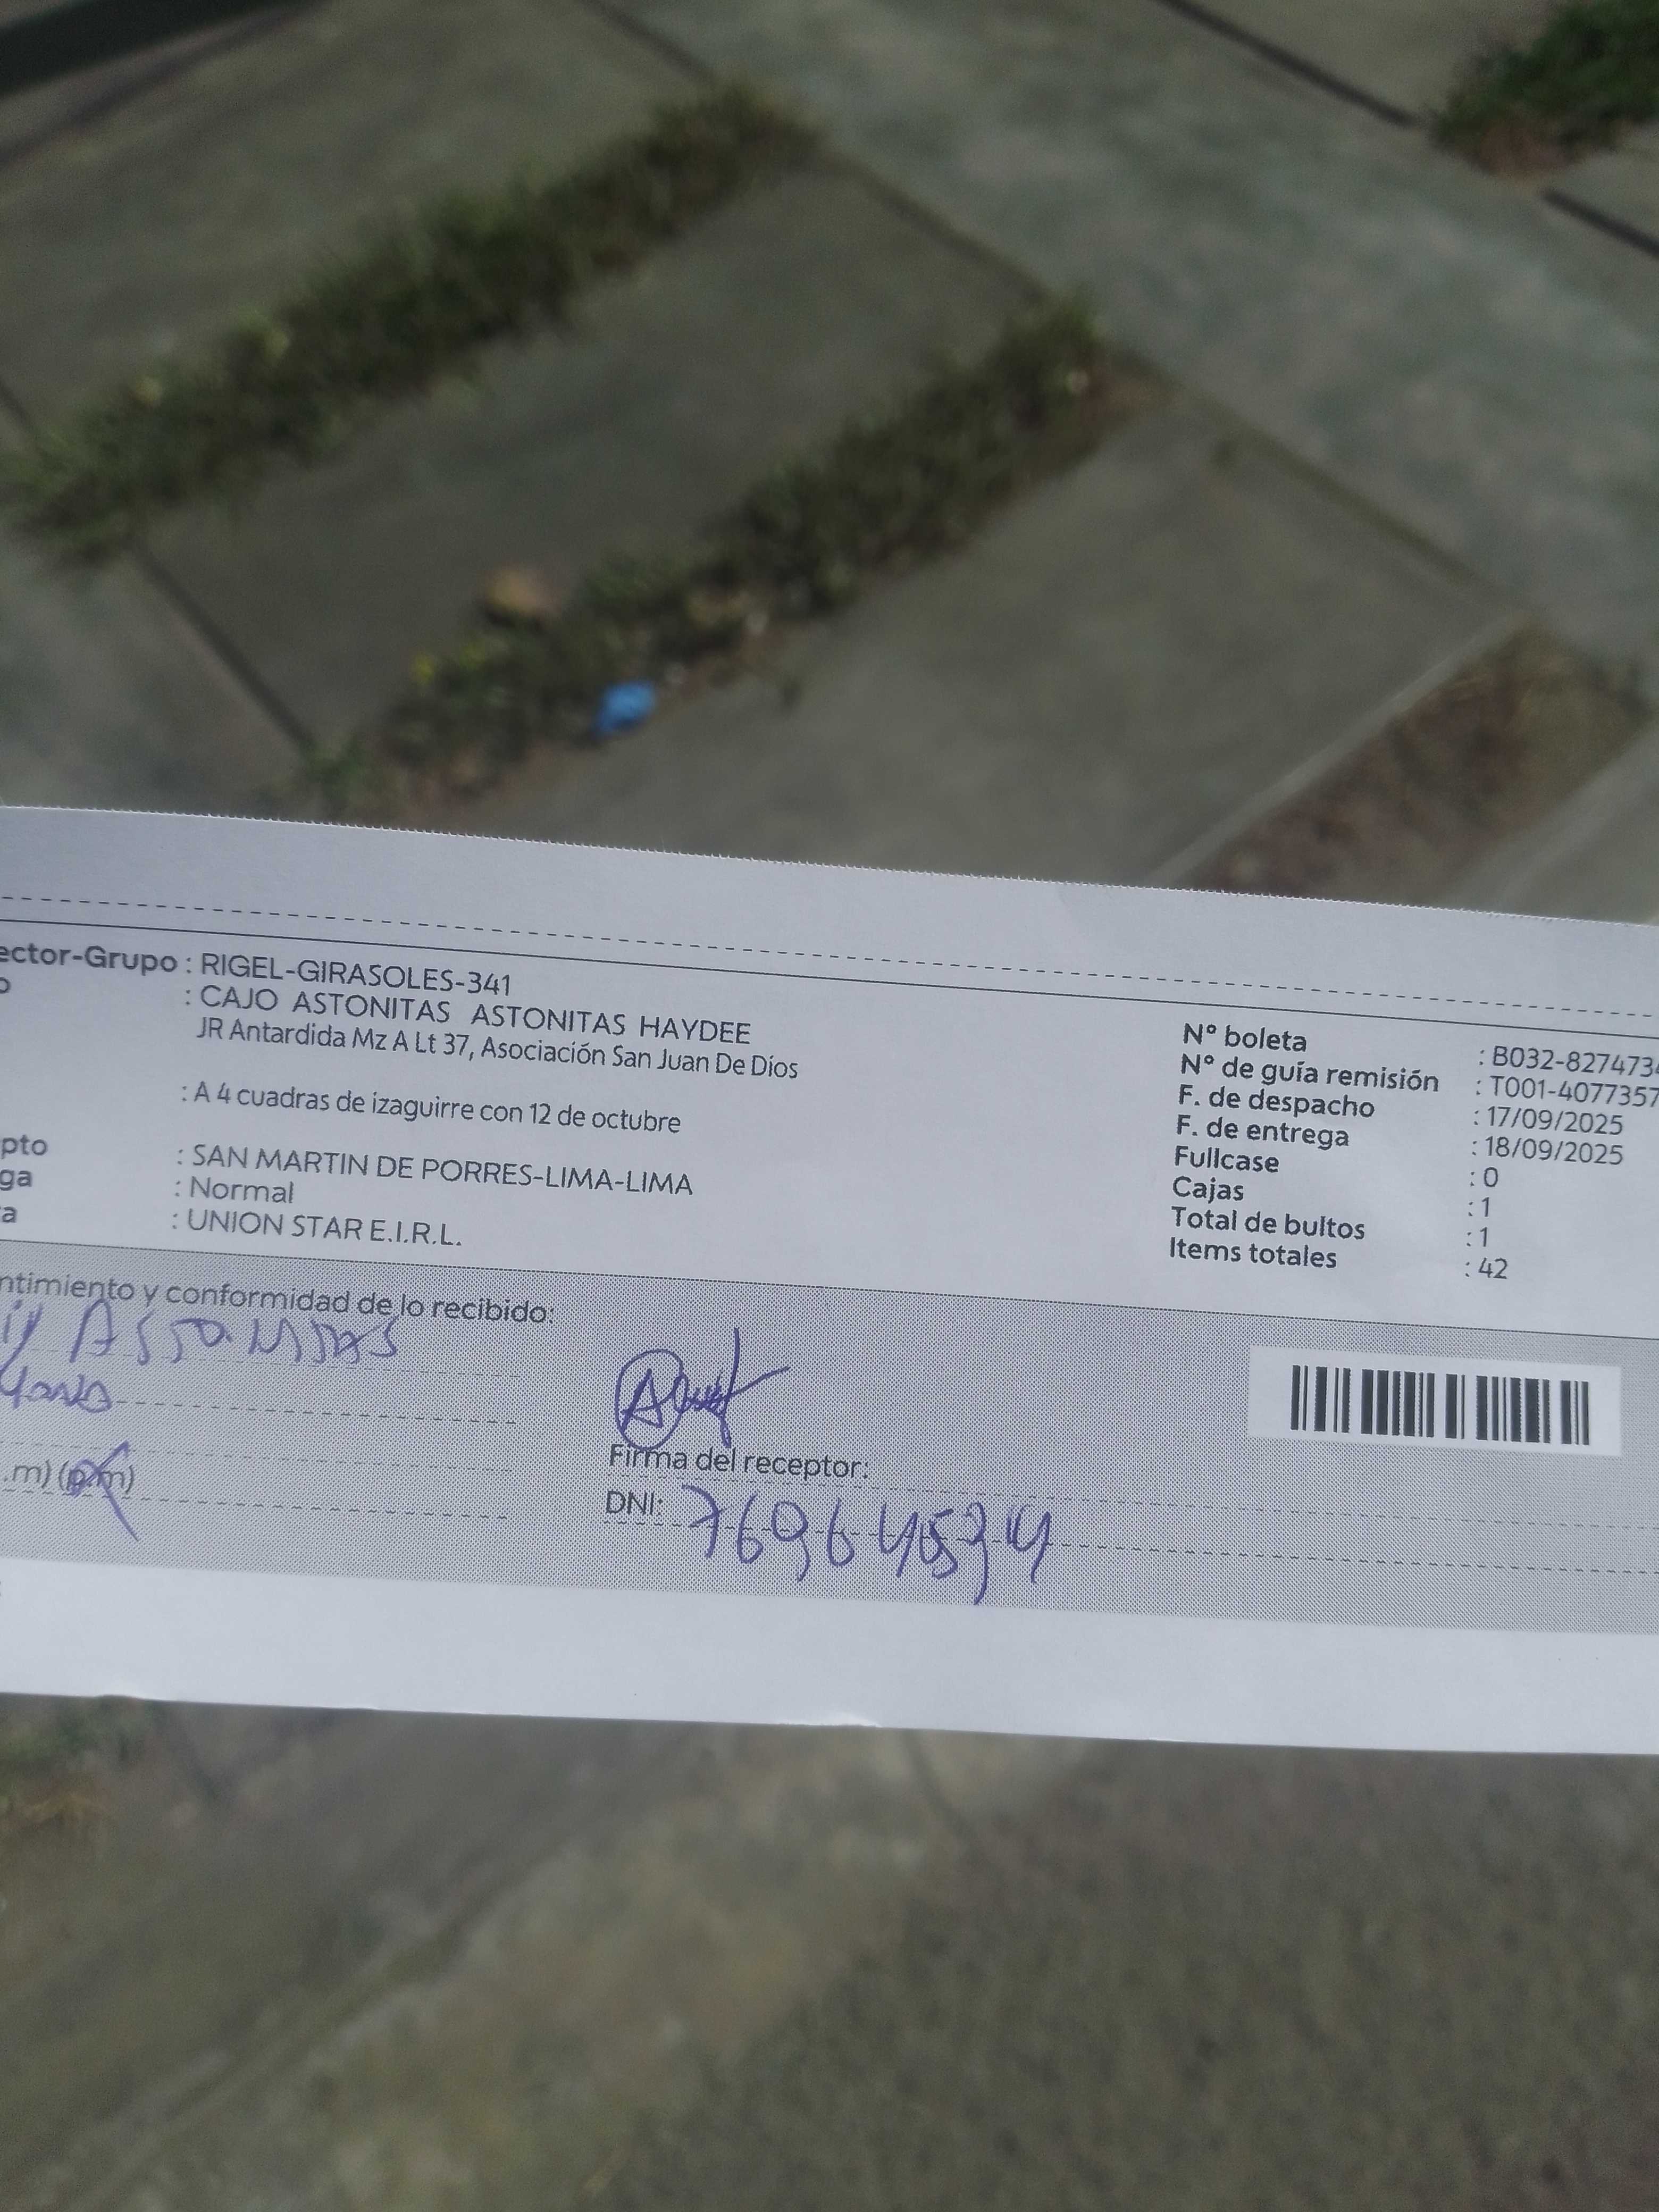 ector-Grupo : RIGEL-GIRASOLES-341
o : CAJO ASTONITAS ASTONITAS HAYDEE
JR Antardida Mz A Lt 37, Asociación San Juan De Dios
: A 4 cuadras de izaguirre con 12 de octubre
pto : SAN MARTIN DE PORRES-LIMA-LIMA
ga : Normal
a : UNION STAR E.I.R.L.
N° boleta : B032-8274734
N° de guía remisión : T001-4077357
F. de despacho : 17/09/2025
F. de entrega : 18/09/2025
Fullcase : 0
Cajas : 1
Total de bultos : 1
Items totales : 42
ntimiento y conformidad de lo recibido:
.m) (p.m)
Firma del receptor:
DNI: